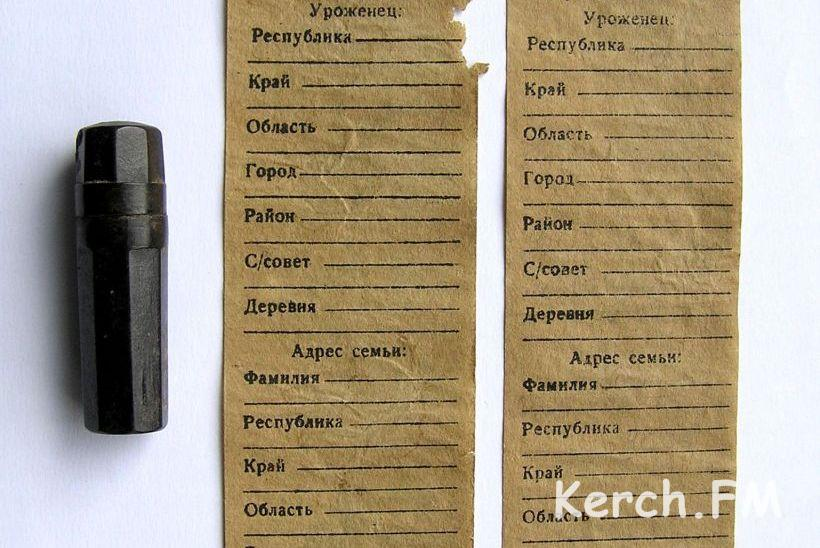 Уроженец:
Республика
Край
Область
Город
Район
С/совет
Деревня
Адрес семьи:
Фамилия
Республика
Край
Область
Уроженец:
Республика
Край
Область
Город
Район
С/совет
Деревня
Адрес семьи:
Фамилия
Республика
Край
Область
Kerch.FM